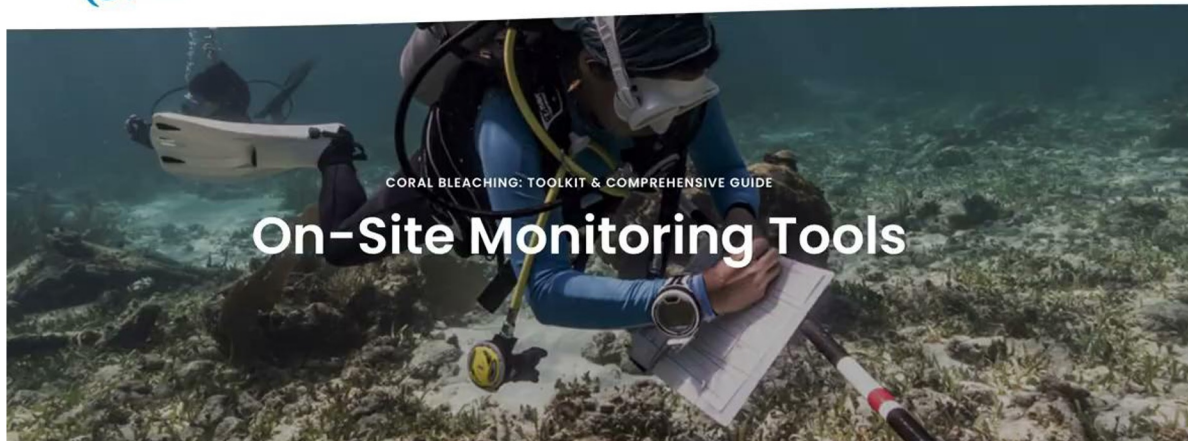 CORAL BLEACHING: TOOLKIT & COMPREHENSIVE GUIDE
On-Site Monitoring Tools